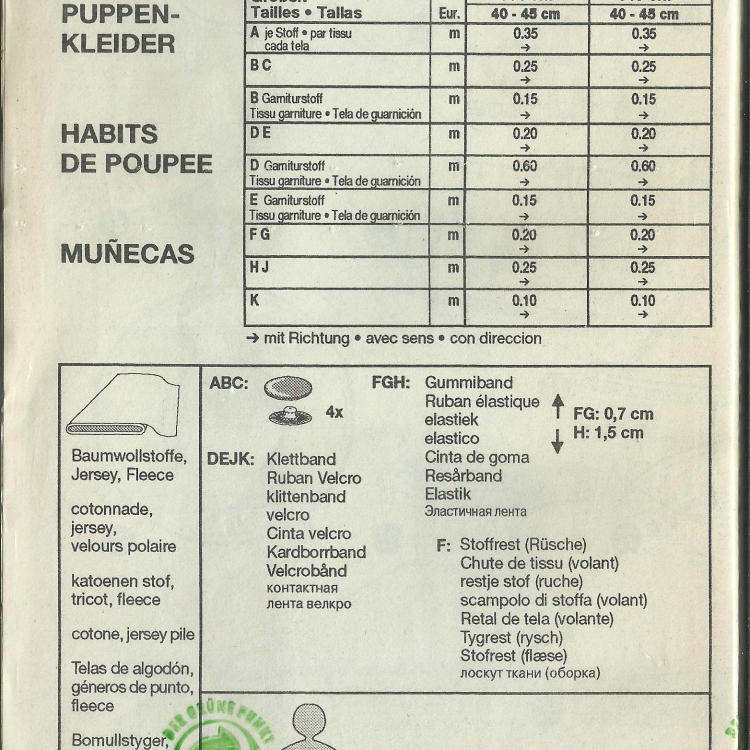 PUPPEN-
KLEIDER
HABITS
DE POUPEE
MUÑECAS
Tailles • Tallas Eur. 40 - 45 cm 40 - 45 cm
A je Stoff • par tissu m 0.35 0.35
cada tela → →
B C m 0.25 0.25
→ →
B Garniturstoff m 0.15 0.15
Tissu garniture • Tela de guarnición → →
D E m 0.20 0.20
→ →
D Garniturstoff m 0.60 0.60
Tissu garniture • Tela de guarnición → →
E Garniturstoff m 0.15 0.15
Tissu garniture • Tela de guarnición → →
F G m 0.20 0.20
→ →
H J m 0.25 0.25
→ →
K m 0.10 0.10
→ →
→ mit Richtung • avec sens • con direccion
Baumwollstoffe,
Jersey, Fleece
cotonnade,
jersey,
velours polaire
katoenen stof,
tricot, fleece
cotone, jersey pile
Telas de algodón,
géneros de punto,
fleece
Bomullstyger,
ABC:
4x
DEJK: Klettband
Ruban Velcro
klittenband
velcro
Cinta velcro
Kardborrband
Velcrobånd
контактная
лента велкро
FGH: Gummiband
Ruban élastique
elastiek
elastico
Cinta de goma
Resårband
Elastik
Эластичная лента
FG: 0,7 cm
H: 1,5 cm
F: Stoffrest (Rüsche)
Chute de tissu (volant)
restje stof (ruche)
scampolo di stoffa (volant)
Retal de tela (volante)
Tygrest (rysch)
Stofrest (flæse)
лоскут ткани (оборка)
DER GRÜNE PUNKT